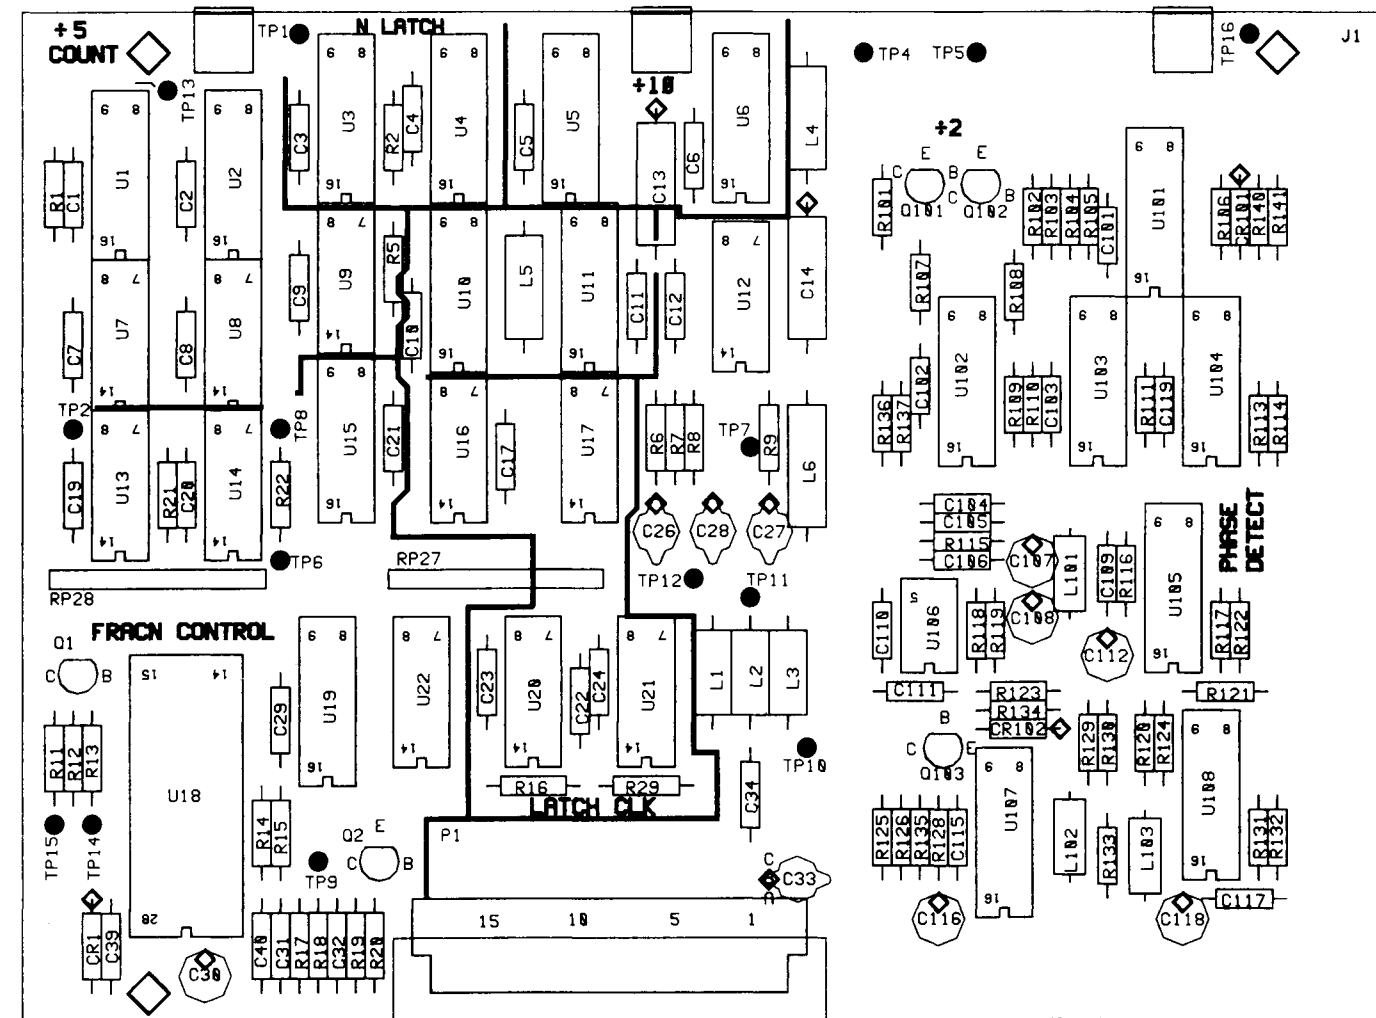 +5
COUNT
N LATCH
+10
+2
PHASE
DETECT
FRACN CONTROL
LATCH CLK
J1
TP1
TP4
TP5
TP16
TP13
U1
U2
U3
U4
U5
U6
R1
C1
C2
C3
R2
C4
C5
C13
C6
L4
U7
U8
U9
U10
L5
U11
U12
C7
C8
C9
R5
C10
C11
C12
C14
TP2
TP8
U13
U14
U15
U16
U17
C19
R21
C20
R22
C21
C17
R6
R7
R8
TP7
R9
L6
C26
C28
C27
TP6
TP12
TP11
RP28
RP27
Q1
C
B
U18
15
14
28
C29
U19
U22
C23
U20
C22
C24
U21
L1
L2
L3
R11
R12
R13
R16
R29
C34
TP10
TP15
TP14
R14
R15
TP9
Q2
E
C
B
P1
C
C33
A
CR1
C39
C30
C40
C31
R17
R18
C32
R19
R20
15
10
5
1
R101
E
C
B
Q101
E
C
B
Q102
R102
R103
R104
R105
C101
U101
R106
CR101
R140
R141
R107
R108
U102
U103
U104
C102
R136
R137
R109
R110
C103
R111
C119
R113
R114
C104
C105
R115
C106
C107
C108
L101
C109
R116
U105
C110
5
U106
R118
R119
C112
R117
R122
C111
R123
R134
CR102
R121
B
C
E
Q103
U107
R129
R130
R120
R124
U108
R125
R126
R135
R128
C115
L102
R133
L103
R131
R132
C116
C118
C117